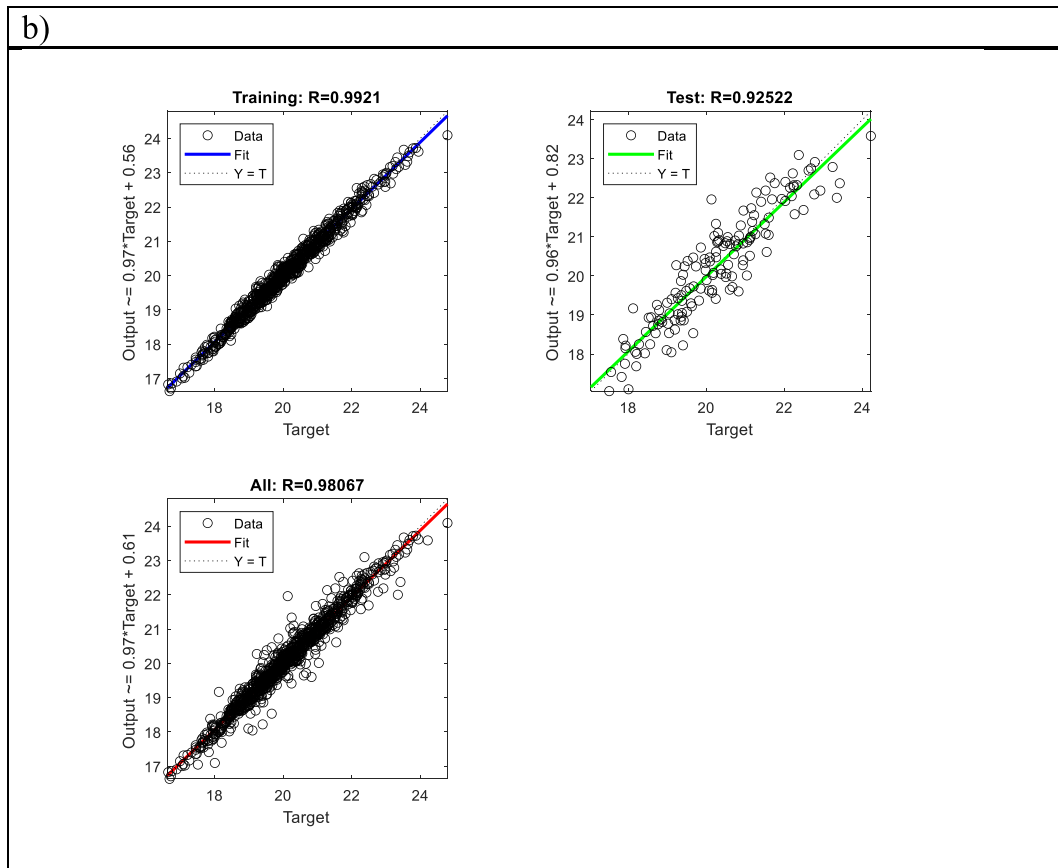 b)
Training: R=0.9921
Output ~= 0.97*Target + 0.56
24
23
22
21
20
19
18
17
Data
Fit
Y = T
18
20
22
24
Target
Test: R=0.92522
Output ~= 0.96*Target + 0.82
24
23
22
21
20
19
18
Data
Fit
Y = T
18
20
22
24
Target
All: R=0.98067
Output ~= 0.97*Target + 0.61
24
23
22
21
20
19
18
17
Data
Fit
Y = T
18
20
22
24
Target